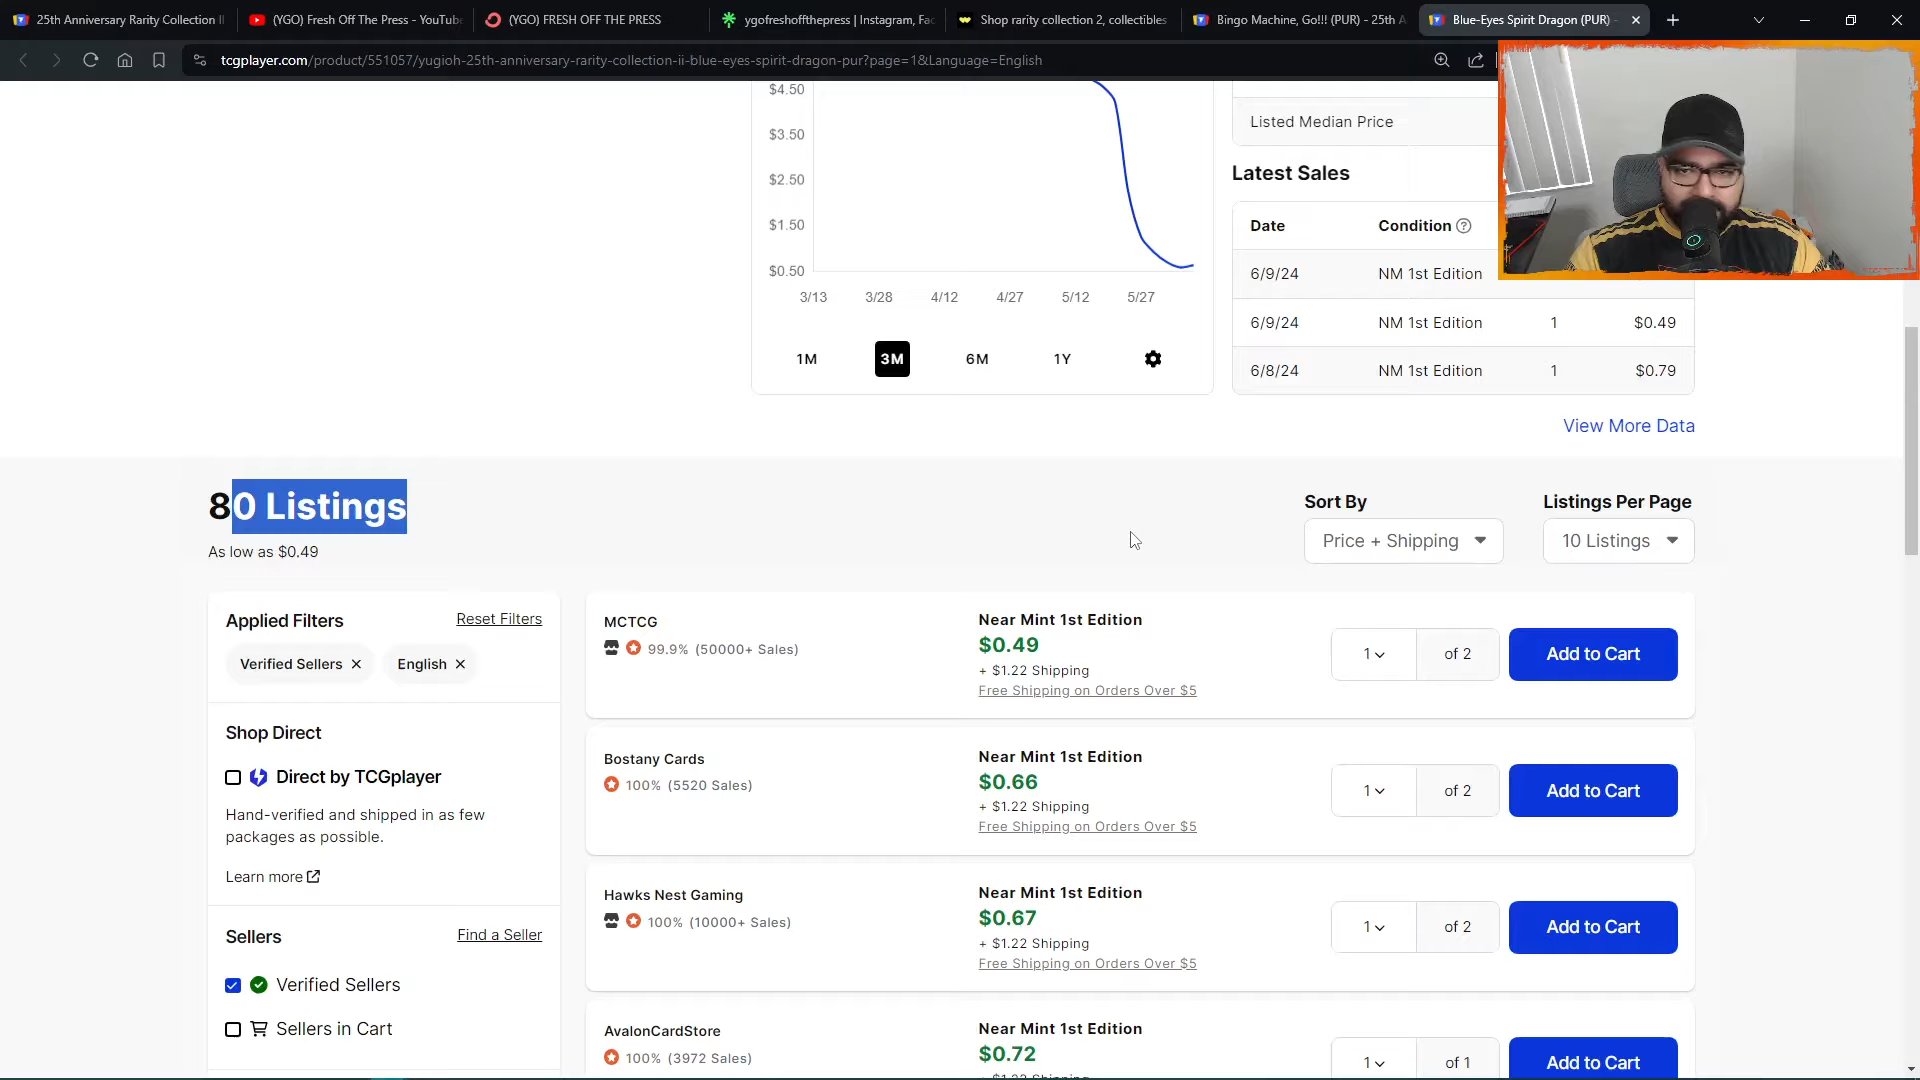 25th Anniversary Rarity Collection II
(YGO) Fresh Off The Press - YouTube
(YGO) FRESH OFF THE PRESS
ygofreshoffthepress | Instagram, Fac
Shop rarity collection 2, collectibles
Bingo Machine, Go!!! (PUR) - 25th A
Blue-Eyes Spirit Dragon (PUR) -
tcgplayer.com/product/551057/yugioh-25th-anniversary-rarity-collection-ii-blue-eyes-spirit-dragon-pur?page=1&Language=English
$4.50
$3.50
$2.50
$1.50
$0.50
3/13 3/28 4/12 4/27 5/12 5/27
1M 3M 6M 1Y
Listed Median Price
Latest Sales
Date Condition
6/9/24 NM 1st Edition
6/9/24 NM 1st Edition 1 $0.49
6/8/24 NM 1st Edition 1 $0.79
View More Data
80 Listings
As low as $0.49
Sort By
Price + Shipping
Listings Per Page
10 Listings
Applied Filters Reset Filters
Verified Sellers English
Shop Direct
Direct by TCGplayer
Hand-verified and shipped in as few
packages as possible.
Learn more
Sellers Find a Seller
Verified Sellers
Sellers in Cart
MCTCG
99.9% (50000+ Sales)
Near Mint 1st Edition
$0.49
+ $1.22 Shipping
Free Shipping on Orders Over $5
1 of 2 Add to Cart
Bostany Cards
100% (5520 Sales)
Near Mint 1st Edition
$0.66
+ $1.22 Shipping
Free Shipping on Orders Over $5
1 of 2 Add to Cart
Hawks Nest Gaming
100% (10000+ Sales)
Near Mint 1st Edition
$0.67
+ $1.22 Shipping
Free Shipping on Orders Over $5
1 of 2 Add to Cart
AvalonCardStore
100% (3972 Sales)
Near Mint 1st Edition
$0.72
+ $1.22 Shipping
1 of 1 Add to Cart